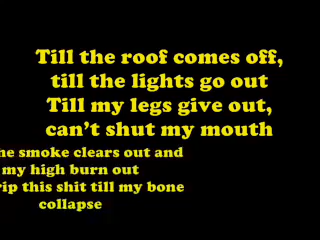 Till the roof comes off,
till the lights go out
Till my legs give out,
can't shut my mouth
he smoke clears out and
my high burn out
rip this shit till my bone
collapse